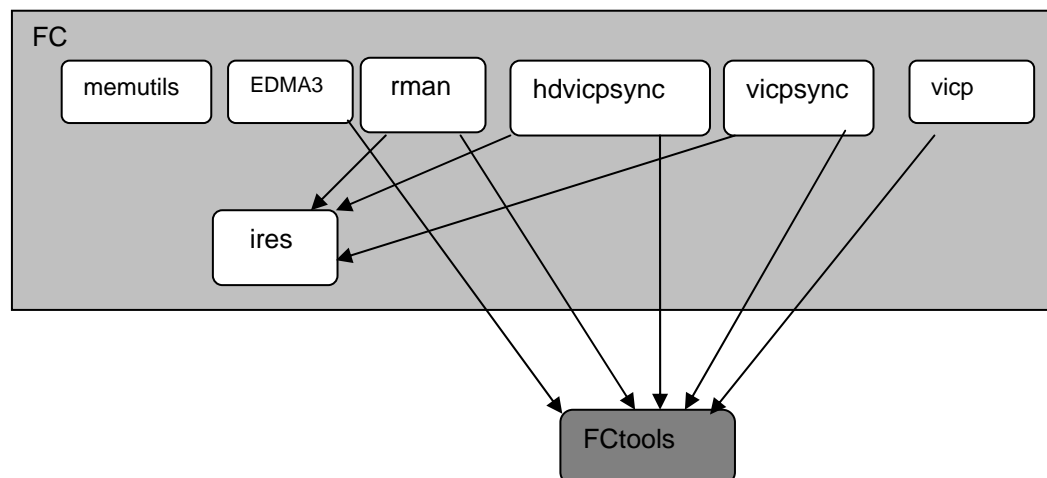 FC
memutils
EDMA3
rman
hdvicpsync
vicpsync
vicp
ires
FCtools